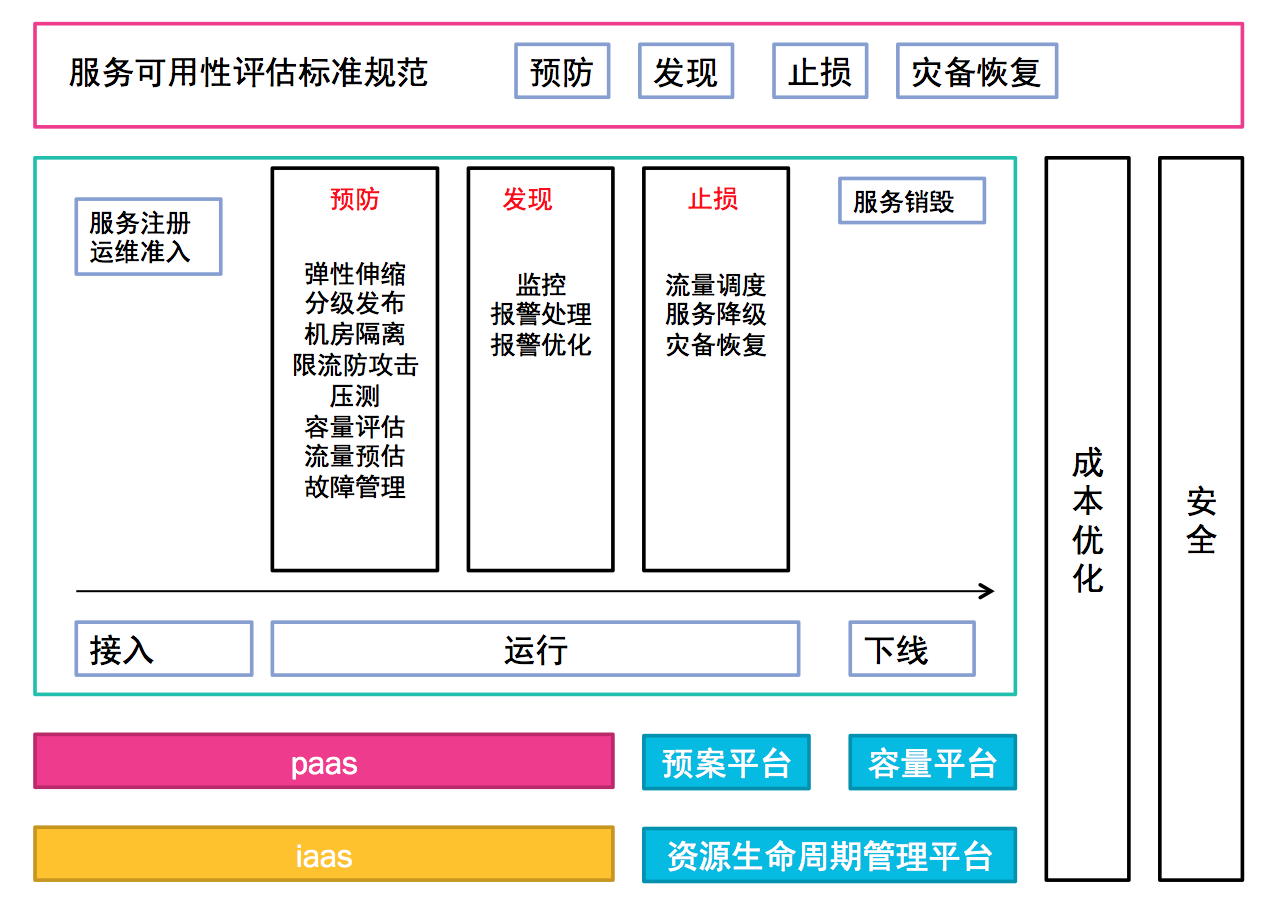 服务可用性评估标准规范
预防
发现
止损
灾备恢复
服务注册
运维准入
预防
弹性伸缩
分级发布
机房隔离
限流防攻击
压测
容量评估
流量预估
故障管理
发现
监控
报警处理
报警优化
止损
流量调度
服务降级
灾备恢复
服务销毁
接入
运行
下线
成
本
优
化
安
全
paas
预案平台
容量平台
iaas
资源生命周期管理平台